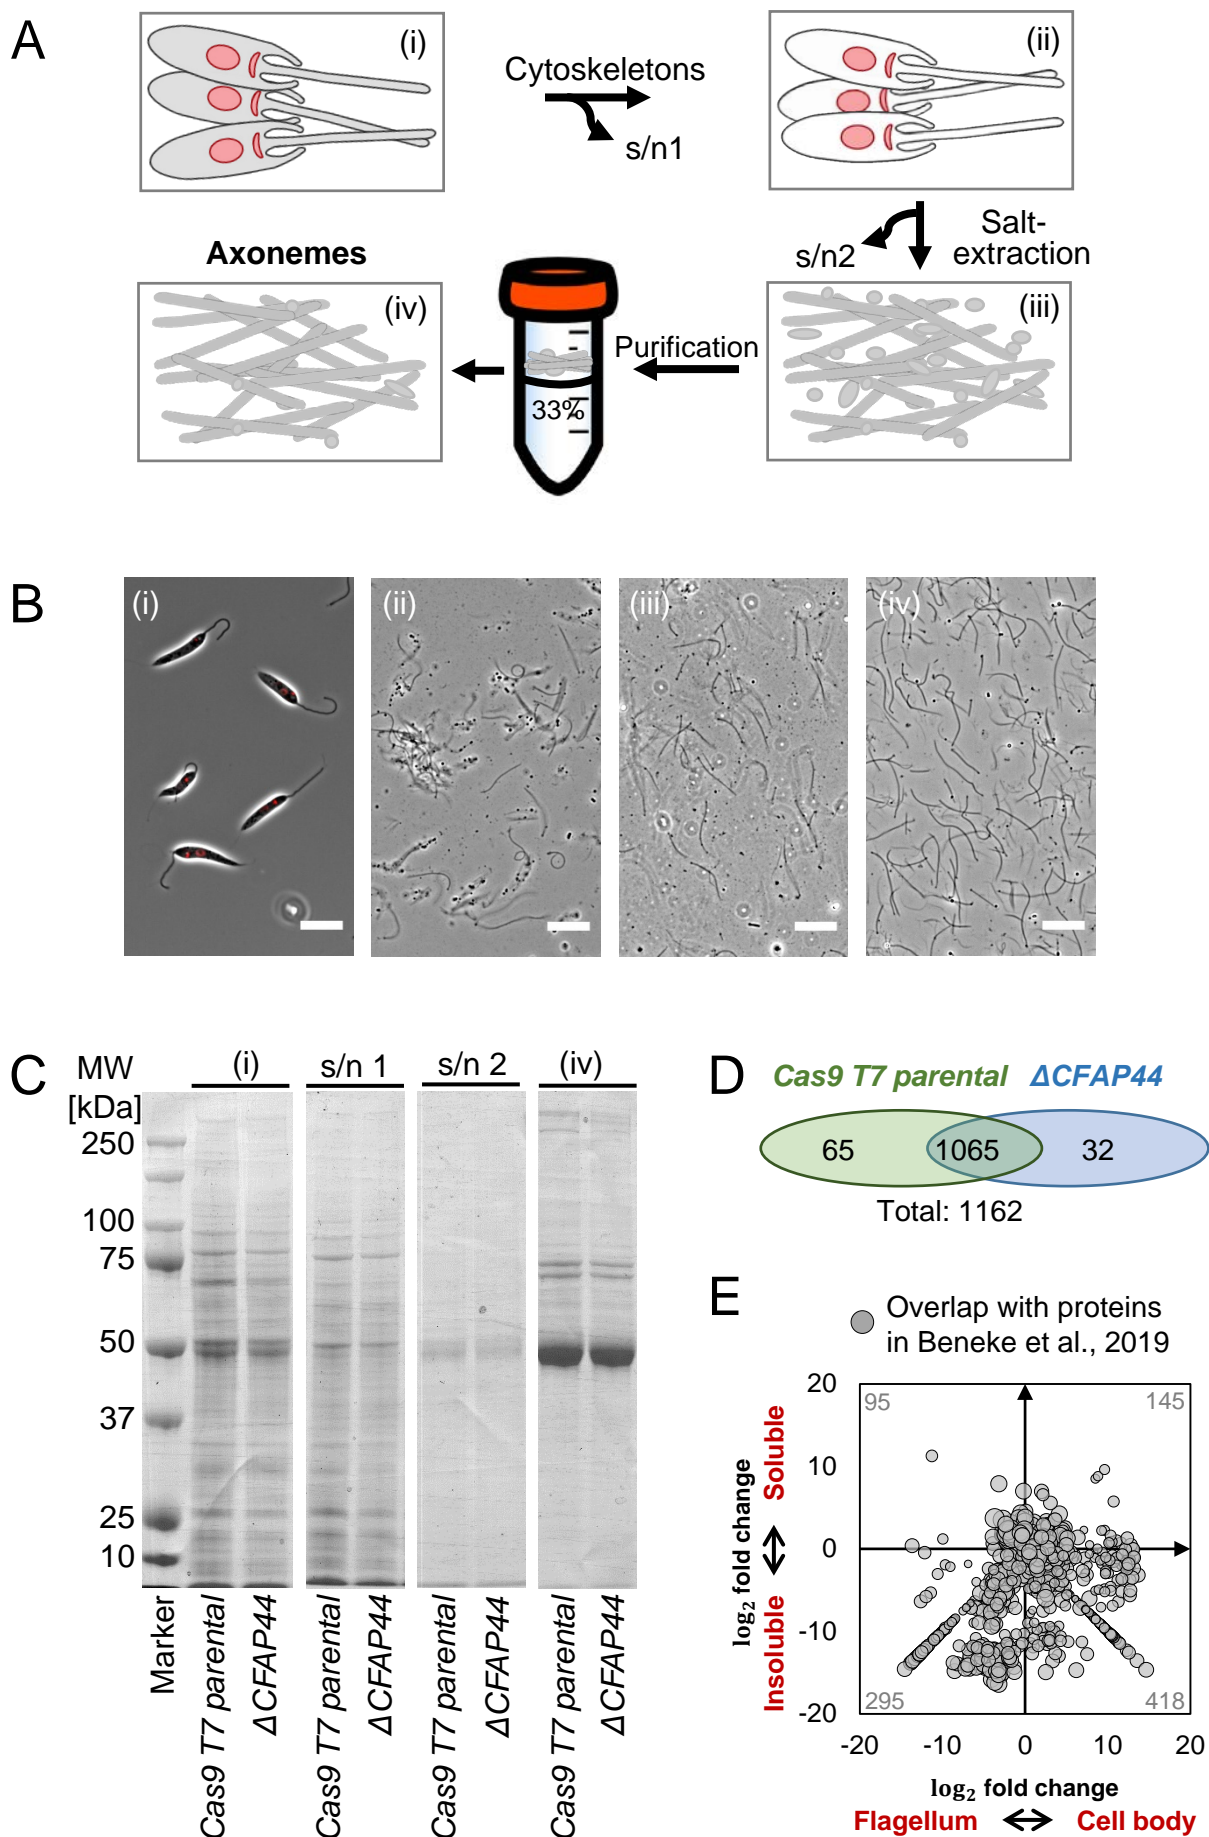 A
(i)
Cytoskeletons
s/n1
(ii)
Salt-
extraction
s/n2
Axonemes
(iv)
33%
Purification
(iii)
B
(i)
(ii)
(iii)
(iv)
C
MW
[kDa]
(i)
s/n 1
s/n 2
(iv)
250
100
75
50
37
25
10
Marker
Cas9 T7 parental
ΔCFAP44
Cas9 T7 parental
ΔCFAP44
Cas9 T7 parental
ΔCFAP44
Cas9 T7 parental
ΔCFAP44
D
Cas9 T7 parental
ΔCFAP44
65
1065
32
Total: 1162
E
Overlap with proteins
in Beneke et al., 2019
20
10
0
-10
-20
95
145
295
418
Insoluble
Soluble
log₂ fold change
-20
-10
0
10
20
log₂ fold change
Flagellum
Cell body